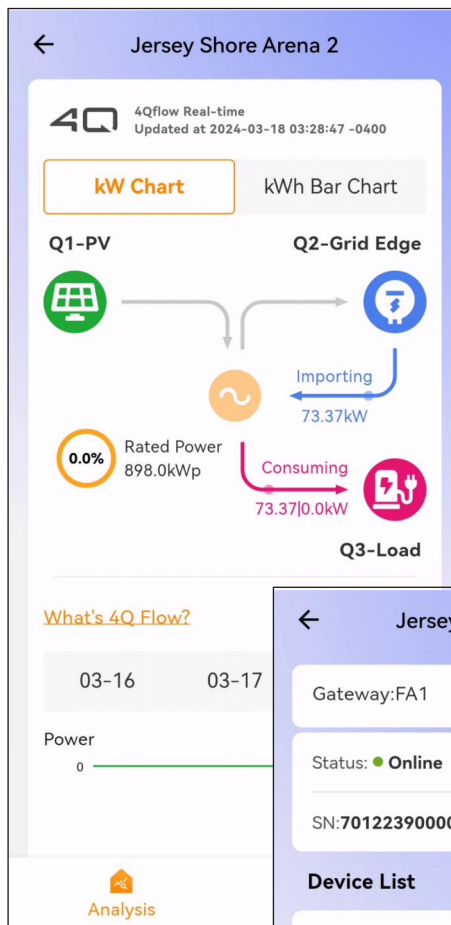 Jersey Shore Arena 2
4Q 4Qflow Real-time
Updated at 2024-03-18 03:28:47 -0400
kW Chart
kWh Bar Chart
Q1-PV
Q2-Grid Edge
Importing
73.37kW
0.0%
Rated Power
898.0kWp
Consuming
73.37|0.0kW
Q3-Load
What's 4Q Flow?
03-16
03-17
Power
0
Analysis
Jersey
Gateway:FA1
Status: Online
SN:70122390000
Device List